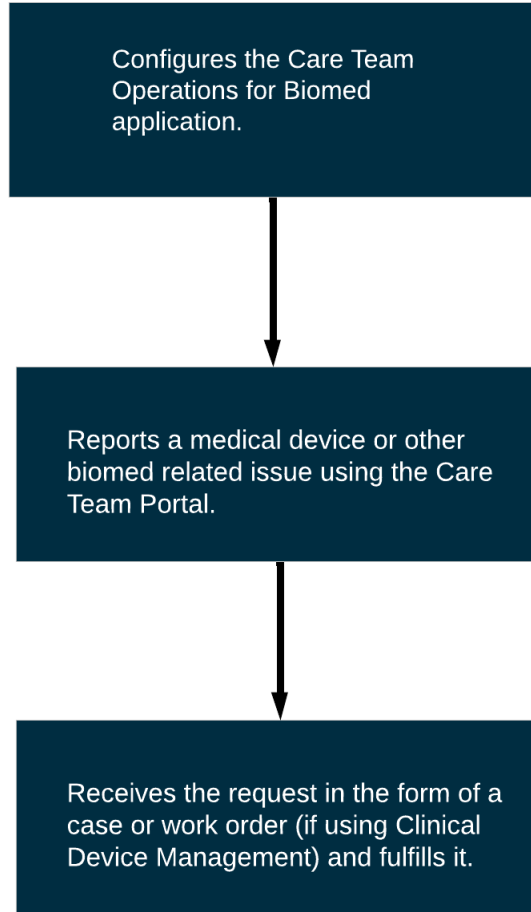 Configures the Care Team
Operations for Biomed
application.
Reports a medical device or other
biomed related issue using the Care
Team Portal.
Receives the request in the form of a
case or work order (if using Clinical
Device Management) and fulfills it.